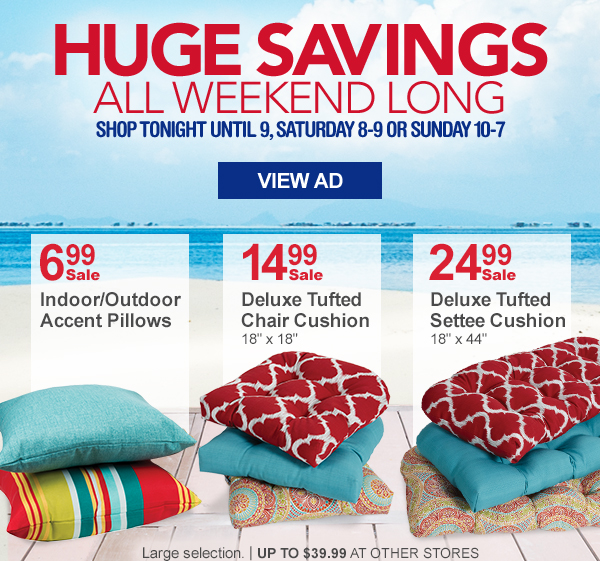 HUGE SAVINGS
ALL WEEKEND LONG
SHOP TONIGHT UNTIL 9, SATURDAY 8-9 OR SUNDAY 10-7
VIEW AD
6.99 Sale
Indoor/Outdoor
Accent Pillows
14.99 Sale
Deluxe Tufted
Chair Cushion
18" x 18"
24.99 Sale
Deluxe Tufted
Settee Cushion
18" x 44"
Large selection. | UP TO $39.99 AT OTHER STORES